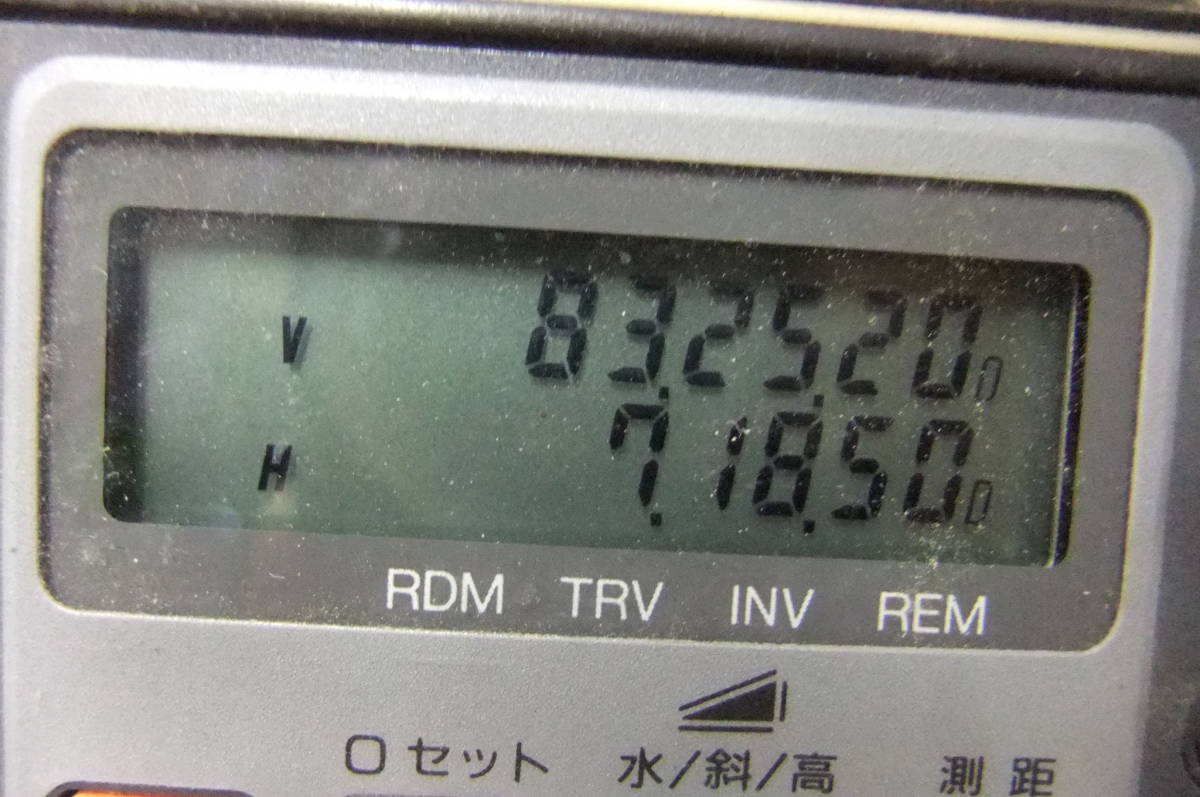 V 83.25.20
H 7.18.50
RDM TRV INV REM
0セット 水/斜/高 測距